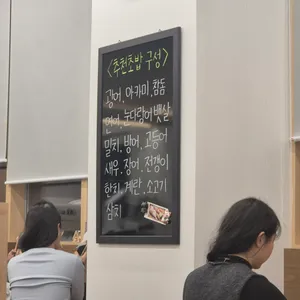 <추천초밥 구성>
광어, 아카미, 참돔
연어, 눈다랑어뱃살
멸치, 방어, 고등어
새우, 장어, 전갱이
한치, 계란, 소고기
삼치